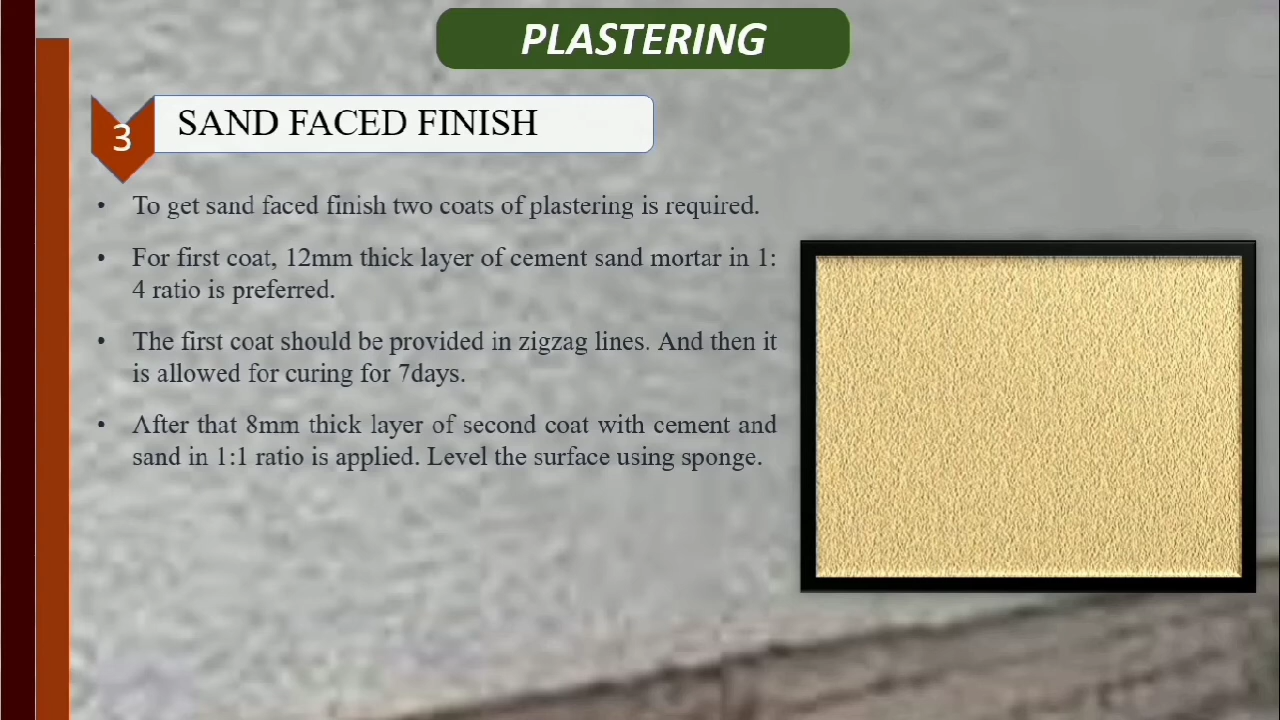 PLASTERING
3
SAND FACED FINISH
• To get sand faced finish two coats of plastering is required.
• For first coat, 12mm thick layer of cement sand mortar in 1:
4 ratio is preferred.
• The first coat should be provided in zigzag lines. And then it
is allowed for curing for 7days.
• After that 8mm thick layer of second coat with cement and
sand in 1:1 ratio is applied. Level the surface using sponge.